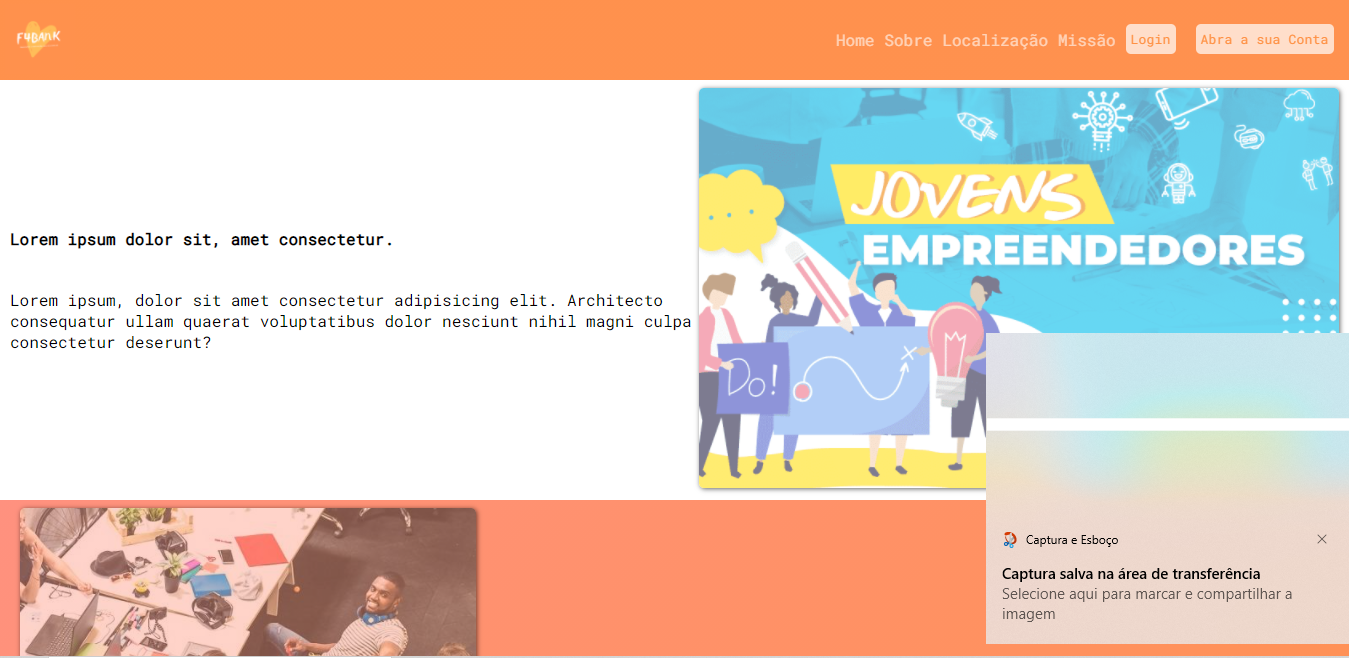 FUBANK
Home Sobre Localização Missão Login Abra a sua Conta
JOVENS
EMPREENDEDORES
Lorem ipsum dolor sit, amet consectetur.
Lorem ipsum, dolor sit amet consectetur adipisicing elit. Architecto
consequatur ullam quaerat voluptatibus dolor nesciunt nihil magni culpa
consectetur deserunt?
Do!
Captura e Esboço
Captura salva na área de transferência
Selecione aqui para marcar e compartilhar a
imagem